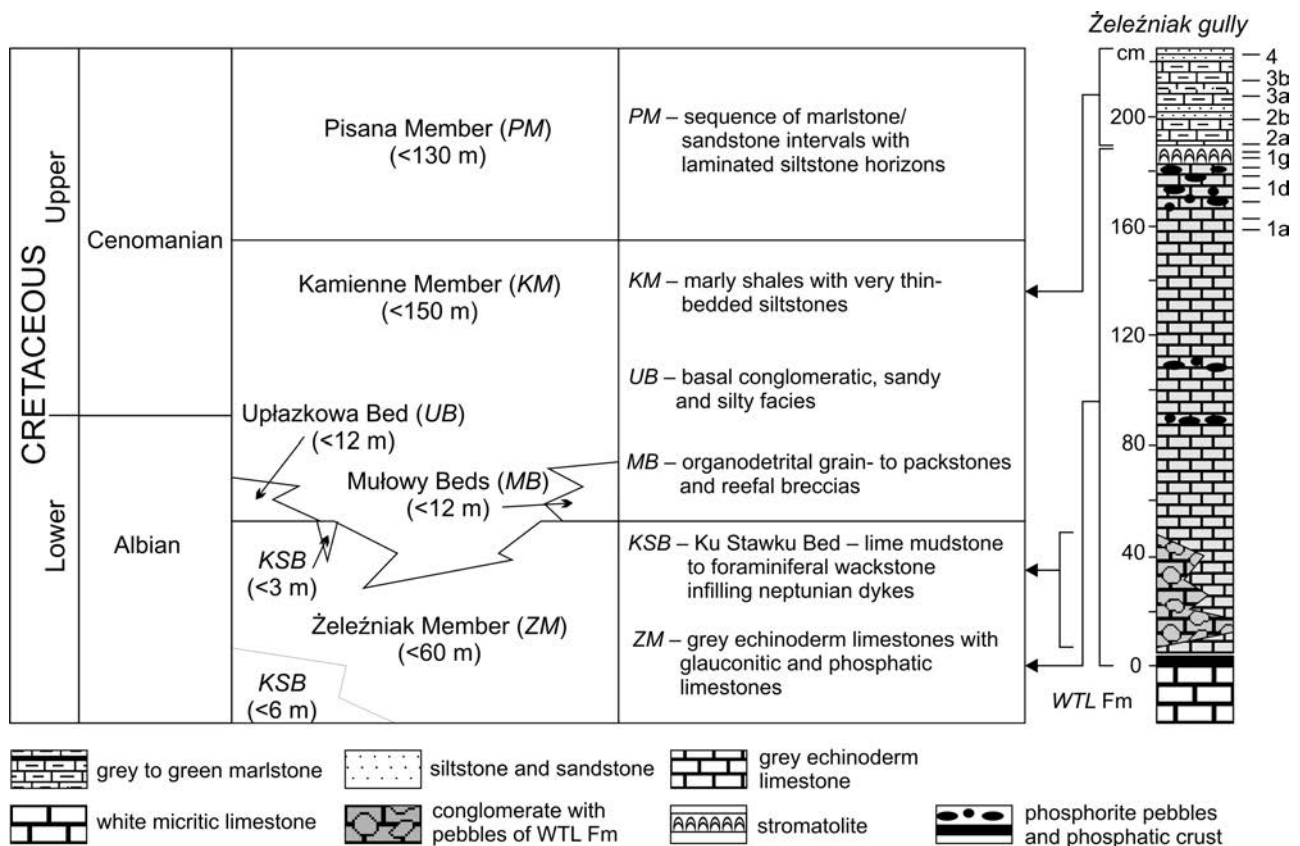 Żeleźniak gully
cm
CRETACEOUS
Upper
Lower
Cenomanian
Albian
Pisana Member (PM)
(<130 m)
Kamienne Member (KM)
(<150 m)
Upłazkowa Bed (UB)
(<12 m)
Mułowy Beds (MB)
(<12 m)
KSB
(<3 m)
Żeleźniak Member (ZM)
(<60 m)
KSB
(<6 m)
PM – sequence of marlstone/
sandstone intervals with
laminated siltstone horizons
KM – marly shales with very thin-
bedded siltstones
UB – basal conglomeratic, sandy
and silty facies
MB – organodetrital grain- to packstones
and reefal breccias
KSB – Ku Stawku Bed – lime mudstone
to foraminiferal wackstone
infilling neptunian dykes
ZM – grey echinoderm limestones with
glauconitic and phosphatic
limestones
200
160
120
80
40
0
WTL Fm
4
3b
3a
2b
2a
1g
1d
1a
grey to green marlstone
siltstone and sandstone
grey echinoderm
limestone
white micritic limestone
conglomerate with
pebbles of WTL Fm
stromatolite
phosphorite pebbles
and phosphatic crust